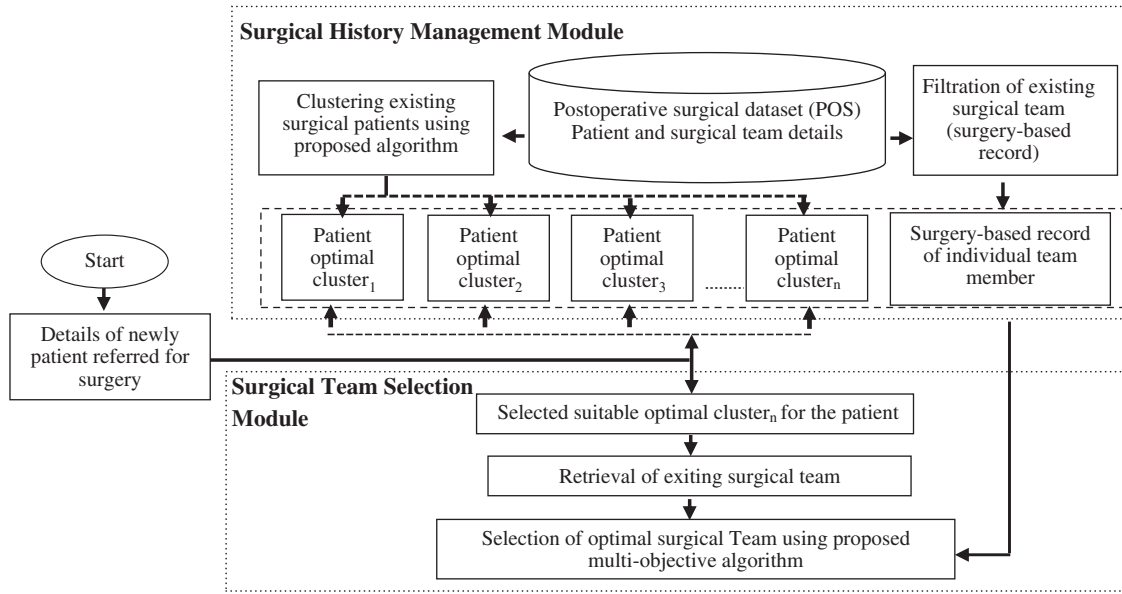 Surgical History Management Module
Clustering existing
surgical patients using
proposed algorithm
Postoperative surgical dataset (POS)
Patient and surgical team details
Filtration of existing
surgical team
(surgery-based
record)
Patient
optimal
cluster₁
Patient
optimal
cluster₂
Patient
optimal
cluster₃
Patient
optimal
clusterₙ
Surgery-based record
of individual team
member
Start
Details of newly
patient referred for
surgery
Surgical Team Selection
Module
Selected suitable optimal clusterₙ for the patient
Retrieval of exiting surgical team
Selection of optimal surgical Team using proposed
multi-objective algorithm